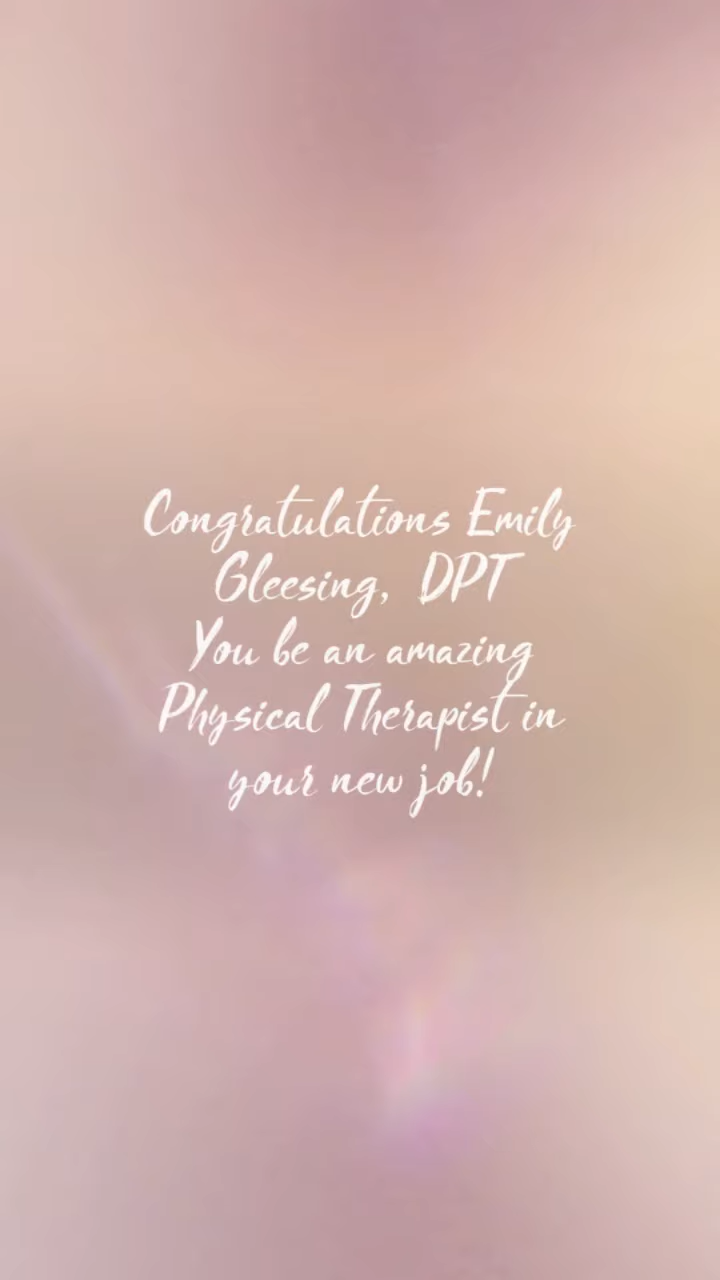 Congratulations Emily
Gleesing, DPT
You be an amazing
Physical Therapist in
your new job!